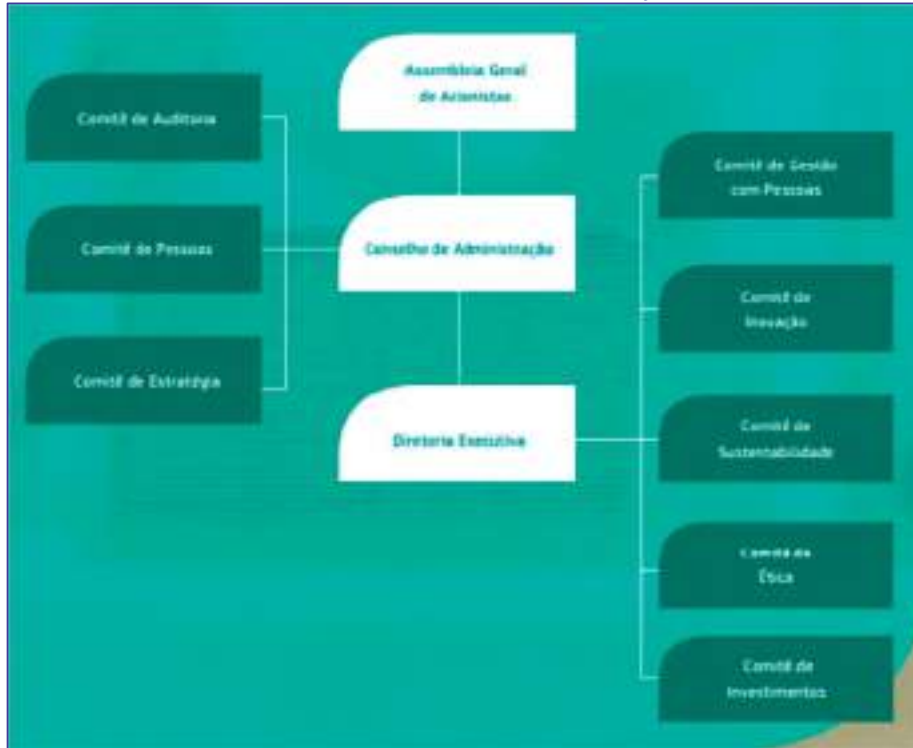 Assembleia Geral
de Acionistas
Comitê de Auditoria
Comitê de Gestão
com Pessoas
Comitê de Pessoas
Conselho de Administração
Comitê de
Inovação
Comitê de Estratégia
Diretoria Executiva
Comitê de
Sustentabilidade
Comitê de
Ética
Comitê de
Investimentos